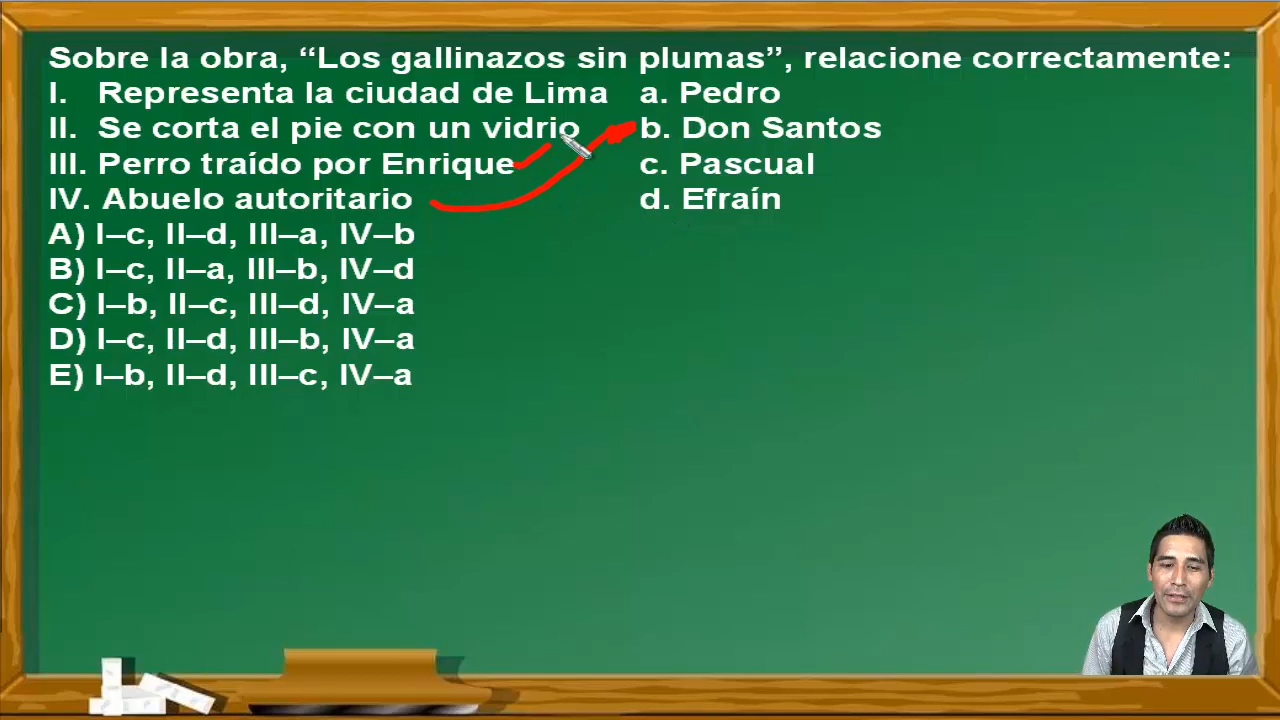 Sobre la obra, “Los gallinazos sin plumas”, relacione correctamente:
I. Representa la ciudad de Lima a. Pedro
II. Se corta el pie con un vidrio b. Don Santos
III. Perro traído por Enrique c. Pascual
IV. Abuelo autoritario d. Efraín
A) I–c, II–d, III–a, IV–b
B) I–c, II–a, III–b, IV–d
C) I–b, II–c, III–d, IV–a
D) I–c, II–d, III–b, IV–a
E) I–b, II–d, III–c, IV–a